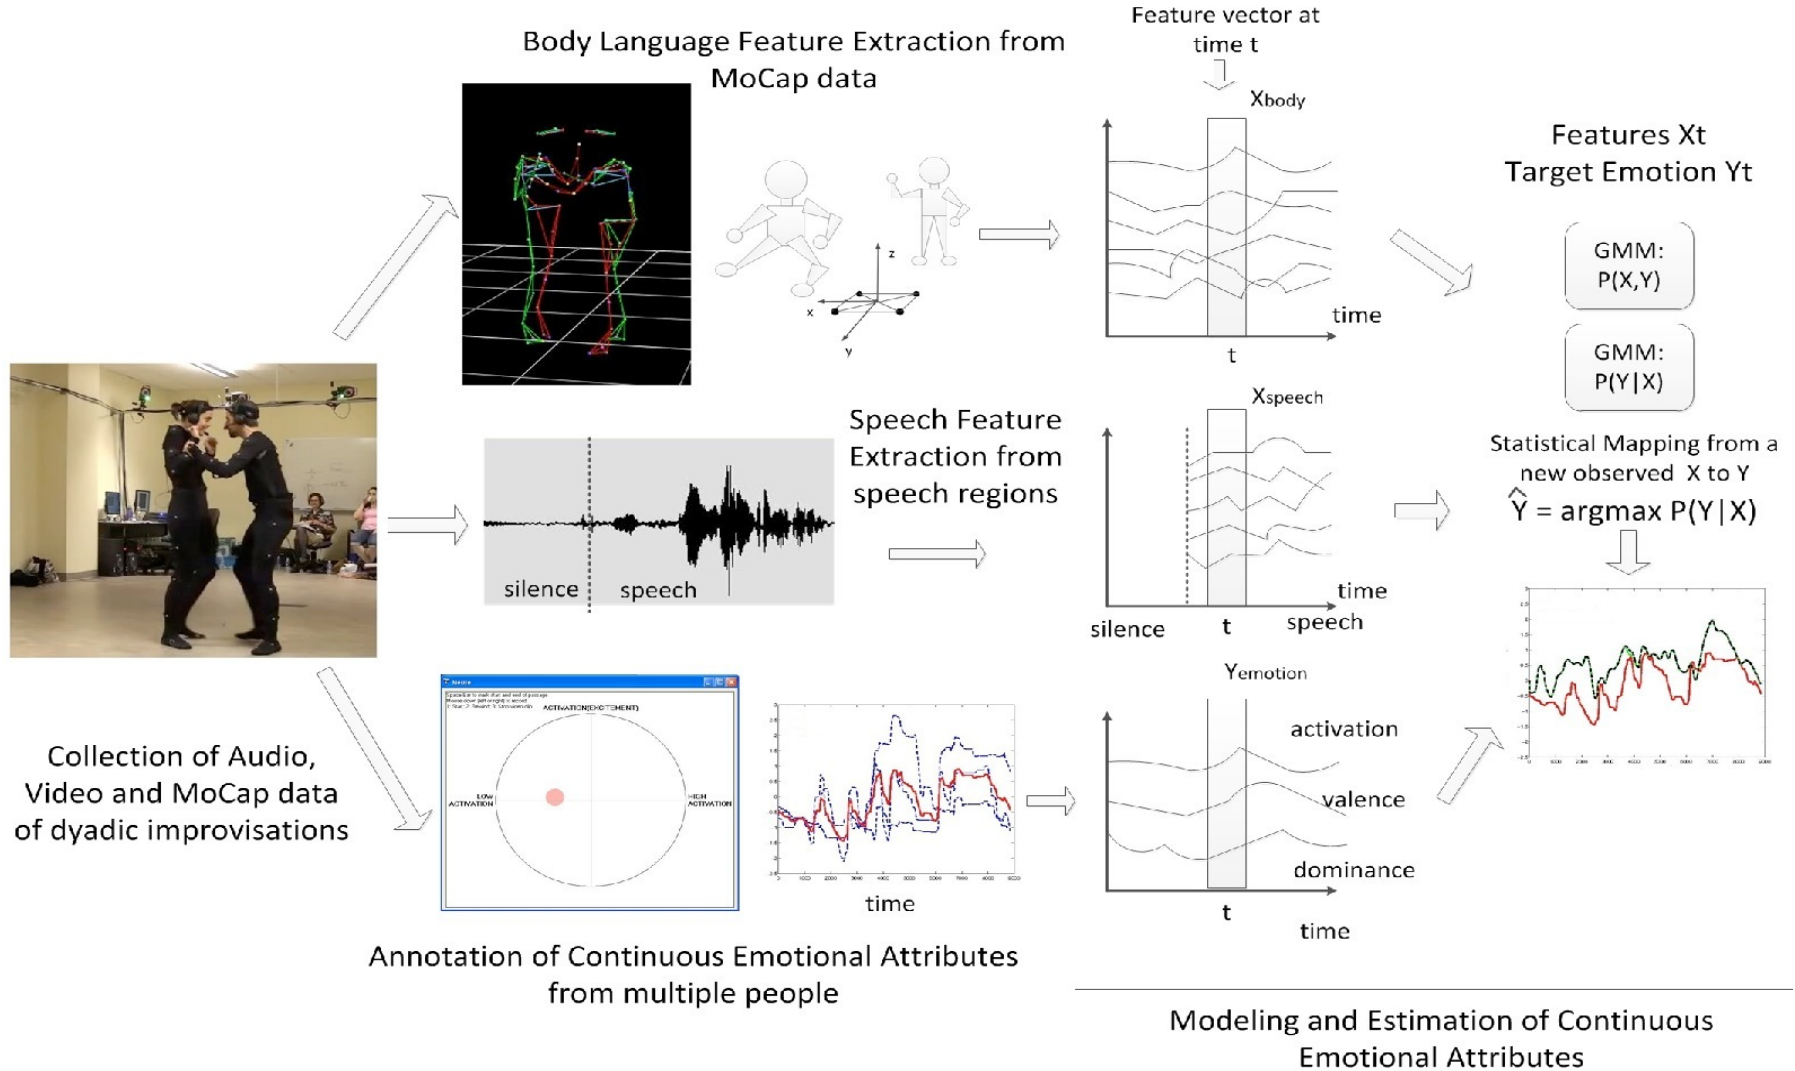 Body Language Feature Extraction from
MoCap data
Feature vector at
time t
Xbody
time
t
z
x
y
Features Xt
Target Emotion Yt
GMM:
P(X,Y)
GMM:
P(Y|X)
Statistical Mapping from a
new observed X to Y
Ŷ = argmax P(Y|X)
Speech Feature
Extraction from
speech regions
silence
speech
Xspeech
time
silence
t
speech
Collection of Audio,
Video and MoCap data
of dyadic improvisations
ACTIVATION(EXCITEMENT)
LOW
ACTIVATION
HIGH
ACTIVATION
time
Yemotion
activation
valence
dominance
t
time
Annotation of Continuous Emotional Attributes
from multiple people
Modeling and Estimation of Continuous
Emotional Attributes